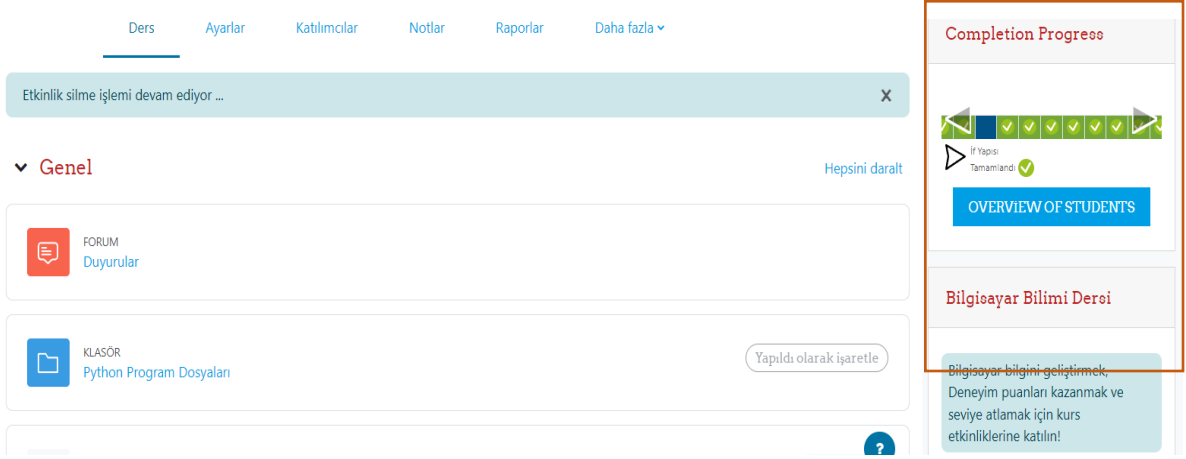 Ders Ayarlar Katılımcılar Notlar Raporlar Daha fazla
Etkinlik silme işlemi devam ediyor ...
Genel
Hepsini daralt
FORUM
Duyurular
KLASÖR
Python Program Dosyaları
Yapıldı olarak işaretle
?
Completion Progress
İf Yapısı
Tamamlandı
OVERVİEW OF STUDENTS
Bilgisayar Bilimi Dersi
Bilgisayar bilgini geliştirmek,
Deneyim puanları kazanmak ve
seviye atlamak için kurs
etkinliklerine katılın!